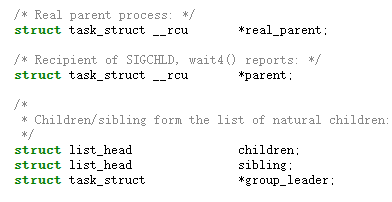 /* Real parent process: */
struct task_struct __rcu *real_parent;
/* Recipient of SIGCHLD, wait4() reports: */
struct task_struct __rcu *parent;
/*
* Children/sibling form the list of natural children:
*/
struct list_head children;
struct list_head sibling;
struct task_struct *group_leader;